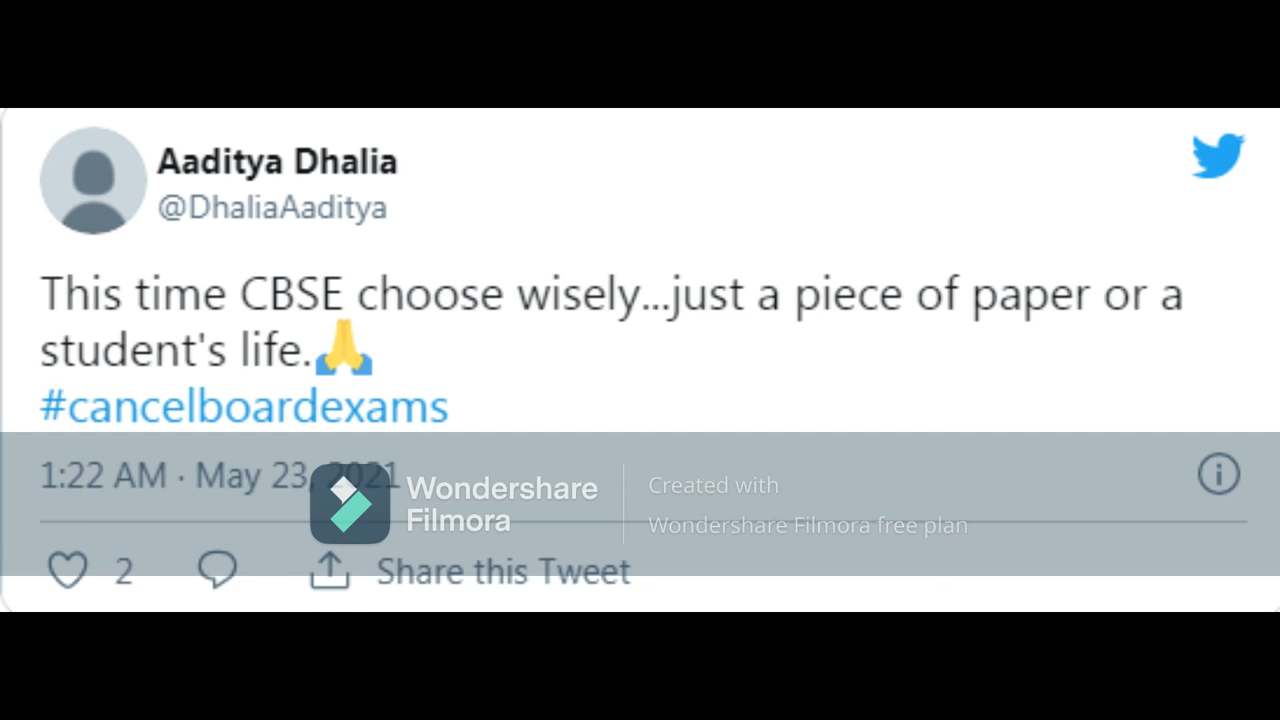 Aaditya Dhalia
@DhaliaAaditya
This time CBSE choose wisely...just a piece of paper or a
student's life.🙏
#cancelboardexams
1:22 AM · May 23, 2021
Wondershare
Filmora
Created with
Wondershare Filmora free plan
2
Share this Tweet